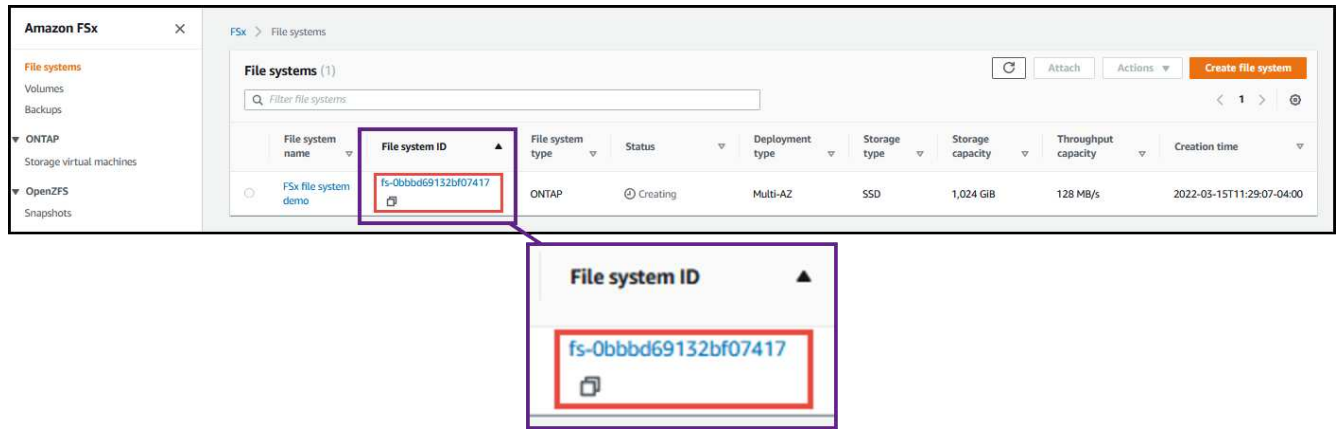 Amazon FSx
File systems
Volumes
Backups
ONTAP
Storage virtual machines
OpenZFS
Snapshots
FSx > File systems
File systems (1)
Attach
Actions
Create file system
Filter file systems
< 1 >
File system name
File system ID
File system type
Status
Deployment type
Storage type
Storage capacity
Throughput capacity
Creation time
FSx file system demo
fs-0bbbd69132bf07417
ONTAP
Creating
Multi-AZ
SSD
1,024 GiB
128 MB/s
2022-03-15T11:29:07-04:00
File system ID
fs-0bbbd69132bf07417